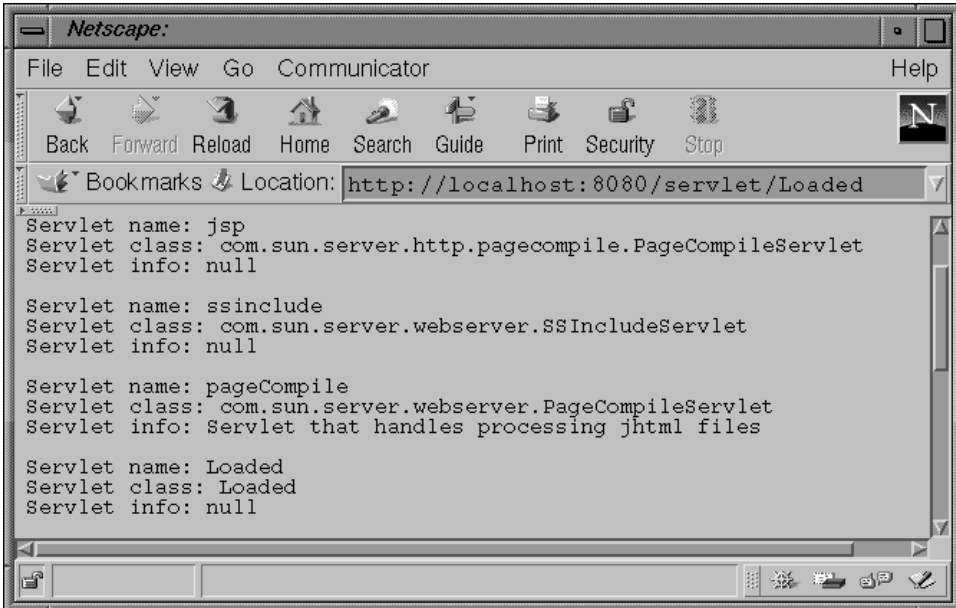 Netscape:
File Edit View Go Communicator Help
Back Forward Reload Home Search Guide Print Security Stop
N
Bookmarks Location: http://localhost:8080/servlet/Loaded
Servlet name: jsp
Servlet class: com.sun.server.http.pagecompile.PageCompileServlet
Servlet info: null
Servlet name: ssinclude
Servlet class: com.sun.server.webserver.SSIncludeServlet
Servlet info: null
Servlet name: pageCompile
Servlet class: com.sun.server.webserver.PageCompileServlet
Servlet info: Servlet that handles processing jhtml files
Servlet name: Loaded
Servlet class: Loaded
Servlet info: null